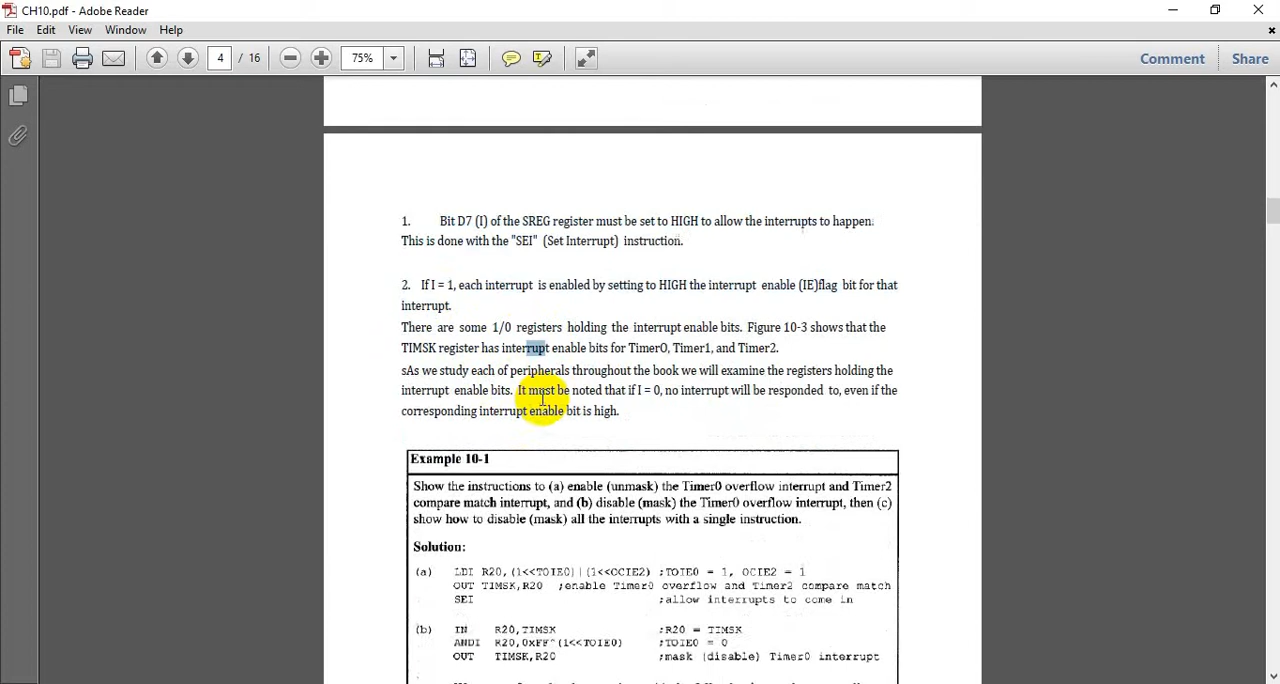 CH10.pdf - Adobe Reader
File Edit View Window Help
4 / 16 75% Comment Share
1. Bit D7 (I) of the SREG register must be set to HIGH to allow the interrupts to happen.
This is done with the "SEI" (Set Interrupt) instruction.
2. If I = 1, each interrupt is enabled by setting to HIGH the interrupt enable (IE)flag bit for that
interrupt.
There are some 1/0 registers holding the interrupt enable bits. Figure 10-3 shows that the
TIMSK register has interrupt enable bits for TimerO, Timer1, and Timer2.
sAs we study each of peripherals throughout the book we will examine the registers holding the
interrupt enable bits. It must be noted that if I = 0, no interrupt will be responded to, even if the
corresponding interrupt enable bit is high.
Example 10-1
Show the instructions to (a) enable (unmask) the Timer0 overflow interrupt and Timer2
compare match interrupt, and (b) disable (mask) the Timer0 overflow interrupt, then (c)
show how to disable (mask) all the interrupts with a single instruction.
Solution:
(a) LDI R20,(1<<TOIE0)|(1<<OCIE2) ;TOIE0 = 1, OCIE2 = 1
OUT TIMSK,R20 ;enable Timer0 overflow and Timer2 compare match
SEI ;allow interrupts to come in
(b) IN R20,TIMSK ;R20 = TIMSK
ANDI R20,0xFF^(1<<TOIE0) ;TOIE0 = 0
OUT TIMSK,R20 ;mask (disable) Timer0 interrupt